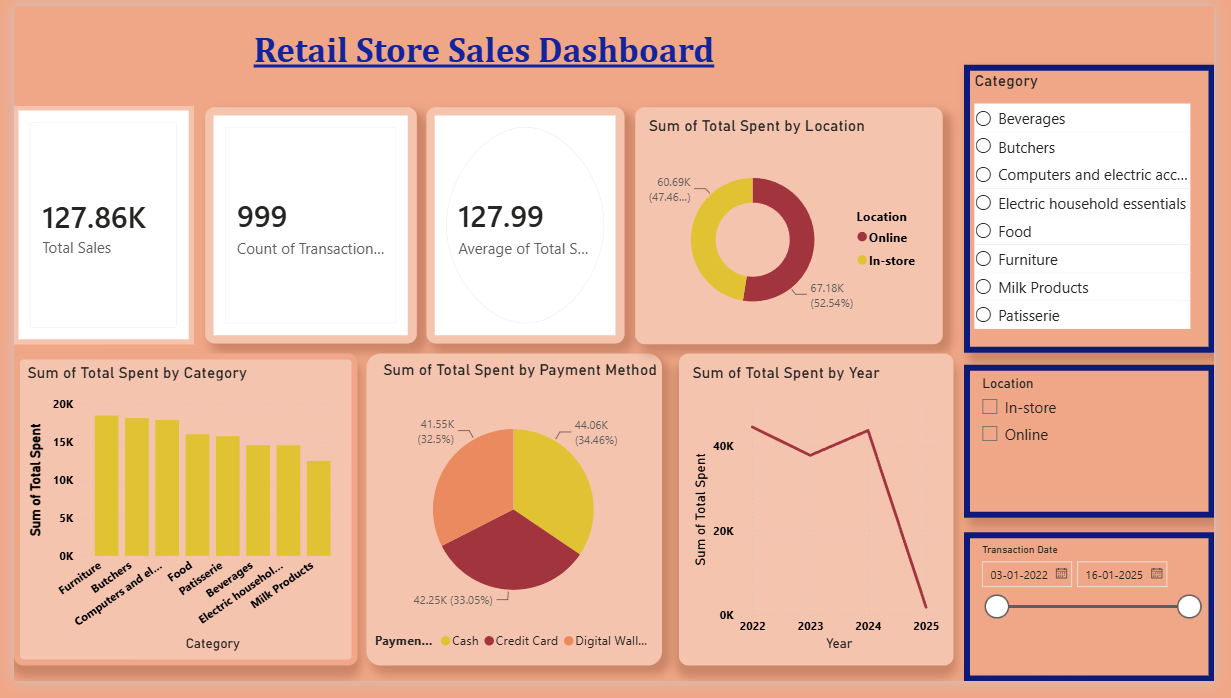 Retail Store Sales Dashboard
127.86K
Total Sales
999
Count of Transaction...
127.99
Average of Total S...
Sum of Total Spent by Location
60.69K
(47.46...)
67.18K
(52.54%)
Location
Online
In-store
Category
Beverages
Butchers
Computers and electric acc...
Electric household essentials
Food
Furniture
Milk Products
Patisserie
Sum of Total Spent by Category
Sum of Total Spent
20K
15K
10K
5K
0K
Furniture
Butchers
Computers and el...
Food
Patisserie
Beverages
Electric househol...
Milk Products
Category
Sum of Total Spent by Payment Method
41.55K
(32.5%)
44.06K
(34.46%)
42.25K (33.05%)
Paymen... Cash Credit Card Digital Wall...
Sum of Total Spent by Year
Sum of Total Spent
40K
20K
0K
2022 2023 2024 2025
Year
Location
In-store
Online
Transaction Date
03-01-2022 16-01-2025